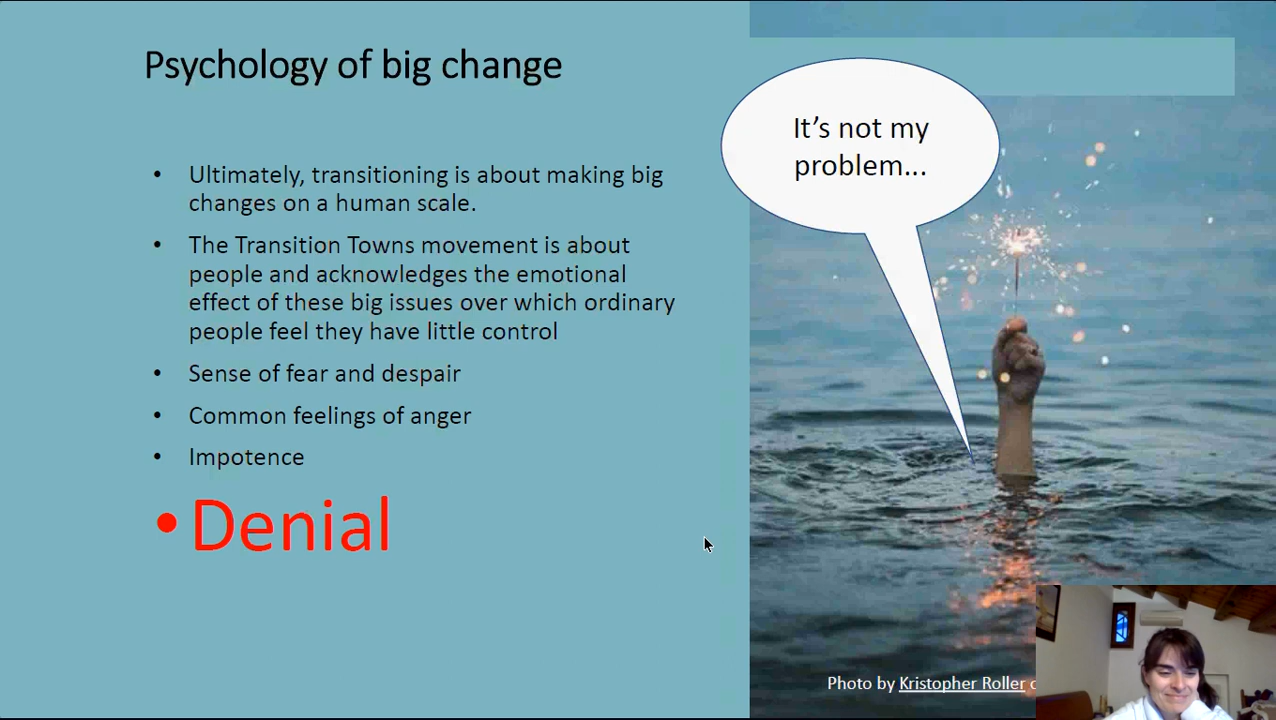 Psychology of big change
• Ultimately, transitioning is about making big
changes on a human scale.
• The Transition Towns movement is about
people and acknowledges the emotional
effect of these big issues over which ordinary
people feel they have little control
• Sense of fear and despair
• Common feelings of anger
• Impotence
• Denial
It’s not my
problem...
Photo by Kristopher Roller